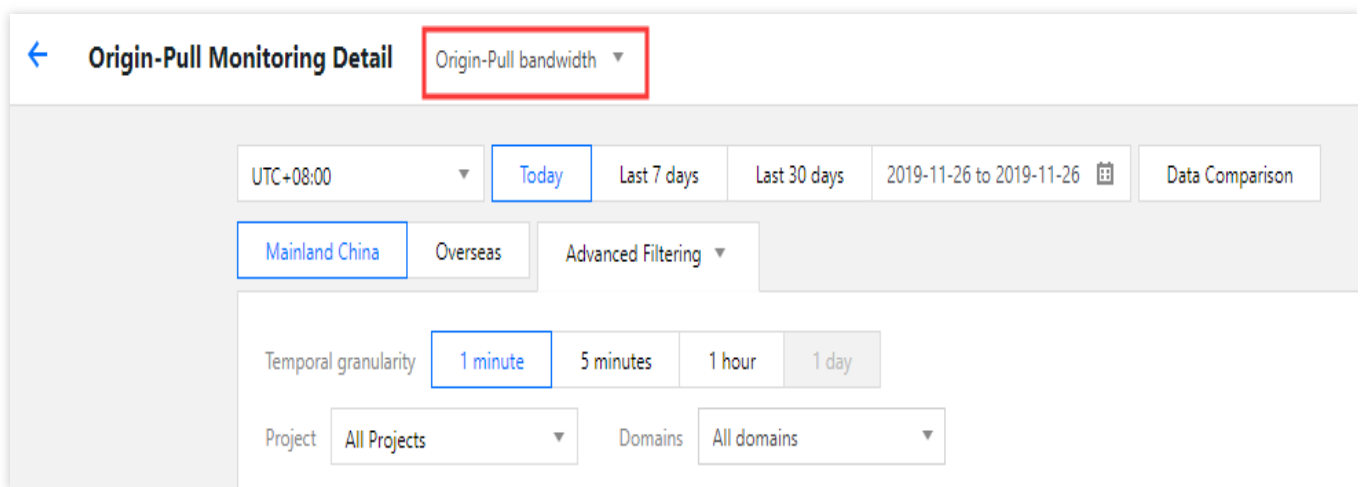 Origin-Pull Monitoring Detail Origin-Pull bandwidth
UTC+08:00 Today Last 7 days Last 30 days 2019-11-26 to 2019-11-26 Data Comparison
Mainland China Overseas Advanced Filtering
Temporal granularity 1 minute 5 minutes 1 hour 1 day
Project All Projects Domains All domains